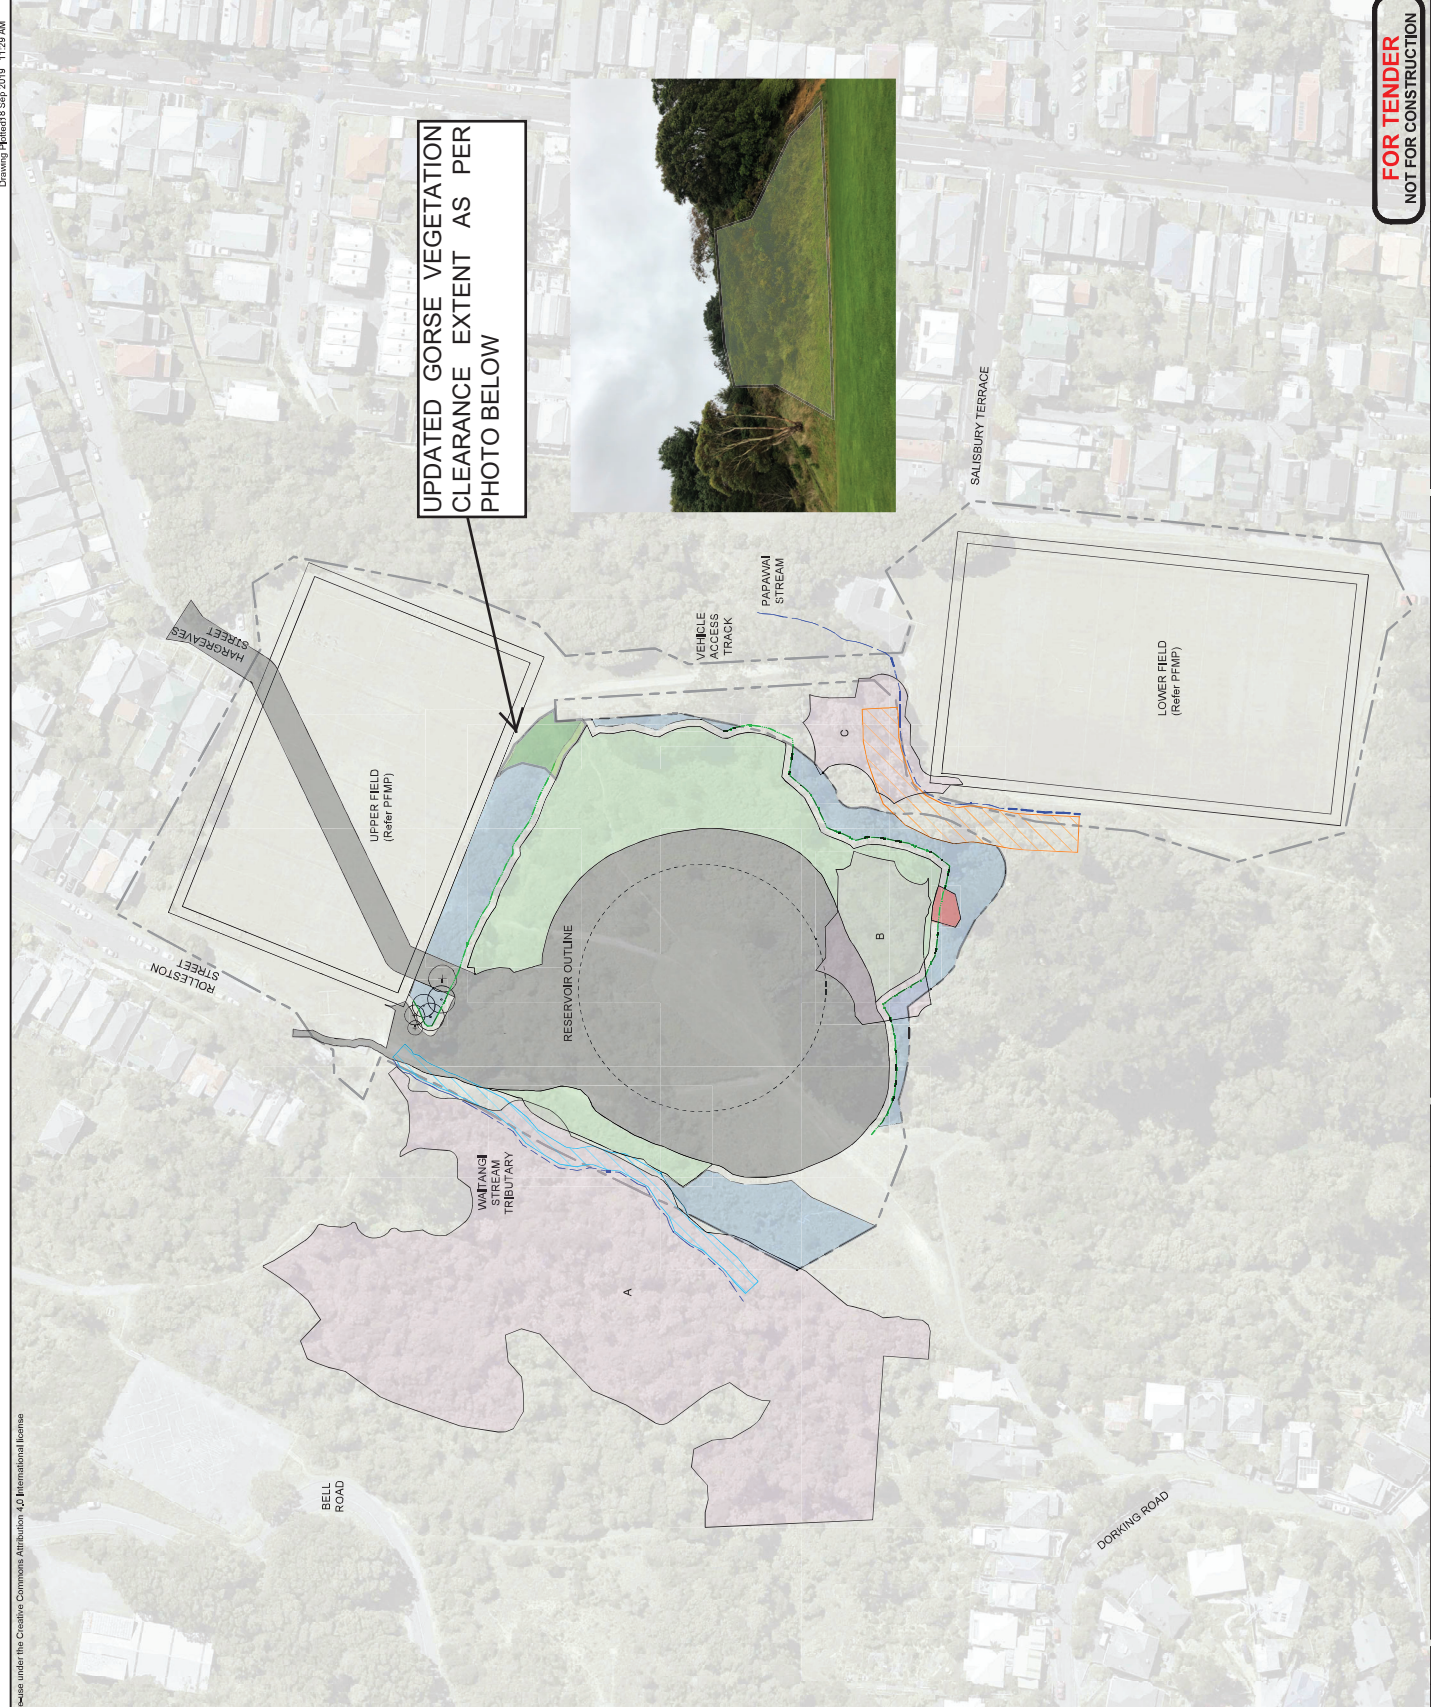 Drawing Plotted18 Sep 2019 11:29 AM
FOR TENDER
NOT FOR CONSTRUCTION
UPDATED GORSE VEGETATION
CLEARANCE EXTENT AS PER
PHOTO BELOW
SALISBURY TERRACE
HARGREAVES
STREET
PAPAWAI
STREAM
VEHICLE
ACCESS
TRACK
LOWER FIELD
(Refer PFMP)
UPPER FIELD
(Refer PFMP)
C
ROLLESTON
STREET
RESERVOIR OUTLINE
B
WAITANGI
STREAM
TRIBUTARY
A
BELL
ROAD
DORKING ROAD
use under the Creative Commons Attribution 4.0 International license